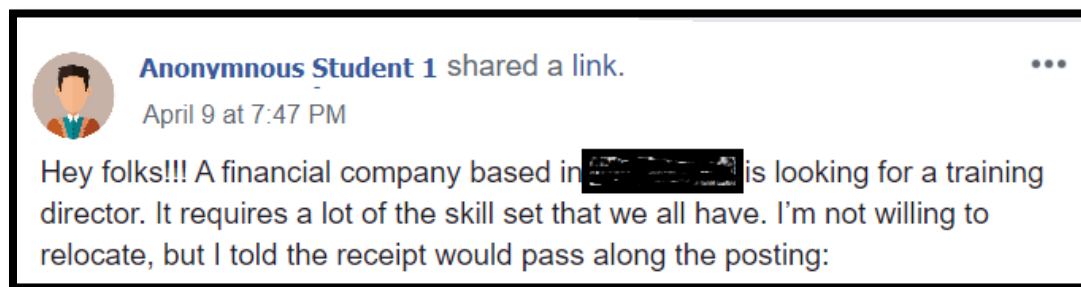 Anonymnous Student 1 shared a link.
April 9 at 7:47 PM
Hey folks!!! A financial company based in is looking for a training
director. It requires a lot of the skill set that we all have. I'm not willing to
relocate, but I told the receipt would pass along the posting: